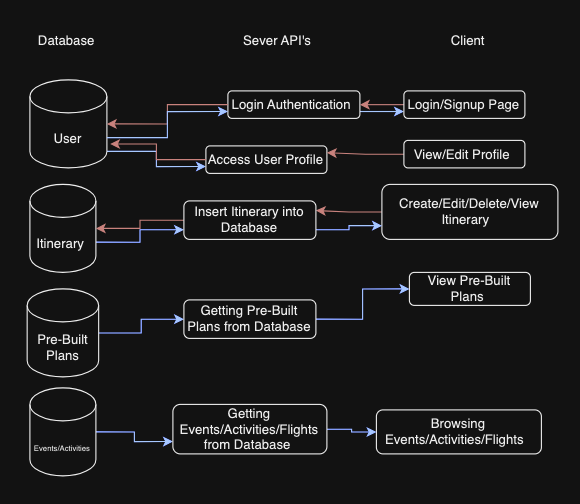 Database
Sever API's
Client
User
Login Authentication
Login/Signup Page
Access User Profile
View/Edit Profile
Itinerary
Insert Itinerary into
Database
Create/Edit/Delete/View
Itinerary
Pre-Built
Plans
Getting Pre-Built
Plans from Database
View Pre-Built
Plans
Events/Activities
Getting
Events/Activities/Flights
from Database
Browsing
Events/Activities/Flights